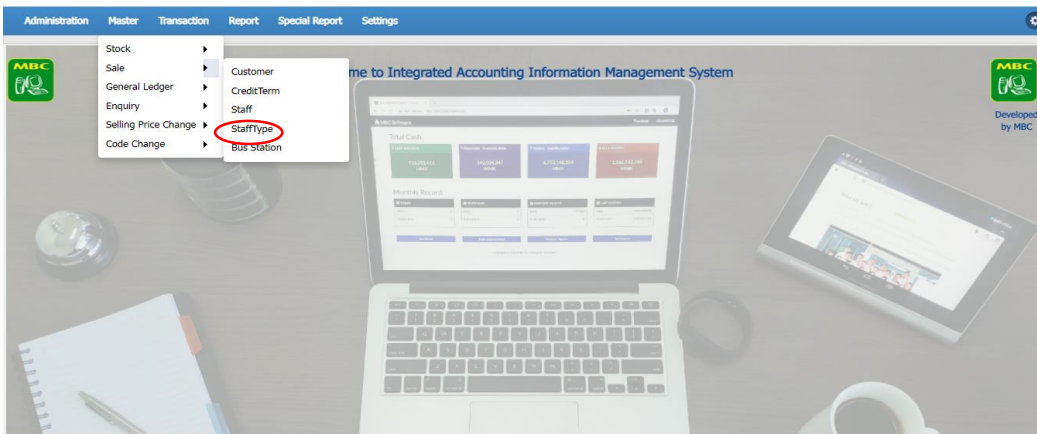 Administration Master Transaction Report Special Report Settings
Stock
Sale
General Ledger
Enquiry
Selling Price Change
Code Change
Customer
CreditTerm
Staff
StaffType
Bus Station
me to Integrated Accounting Information Management System
MBC
MBC
Developed
by MBC
Total Cash
Monthly Record